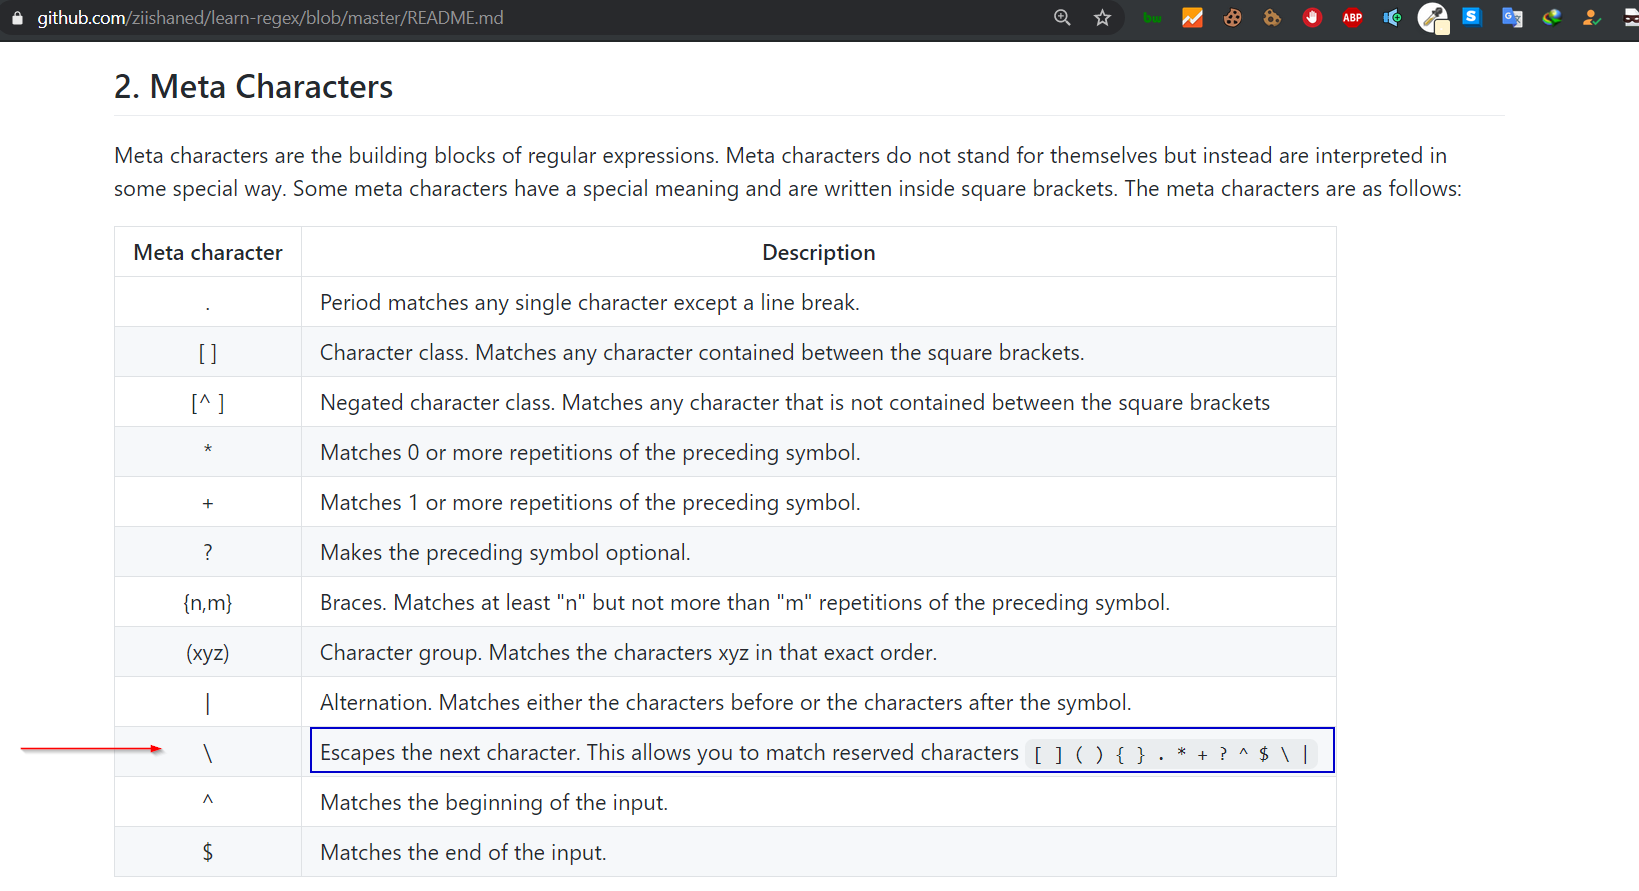 github.com/ziishaned/learn-regex/blob/master/README.md
bw
ABP
S
G
2. Meta Characters
Meta characters are the building blocks of regular expressions. Meta characters do not stand for themselves but instead are interpreted in
some special way. Some meta characters have a special meaning and are written inside square brackets. The meta characters are as follows:
Meta character Description
. Period matches any single character except a line break.
[ ] Character class. Matches any character contained between the square brackets.
[^ ] Negated character class. Matches any character that is not contained between the square brackets
* Matches 0 or more repetitions of the preceding symbol.
+ Matches 1 or more repetitions of the preceding symbol.
? Makes the preceding symbol optional.
{n,m} Braces. Matches at least "n" but not more than "m" repetitions of the preceding symbol.
(xyz) Character group. Matches the characters xyz in that exact order.
| Alternation. Matches either the characters before or the characters after the symbol.
\ Escapes the next character. This allows you to match reserved characters [ ] ( ) { } . * + ? ^ $ \ |
^ Matches the beginning of the input.
$ Matches the end of the input.